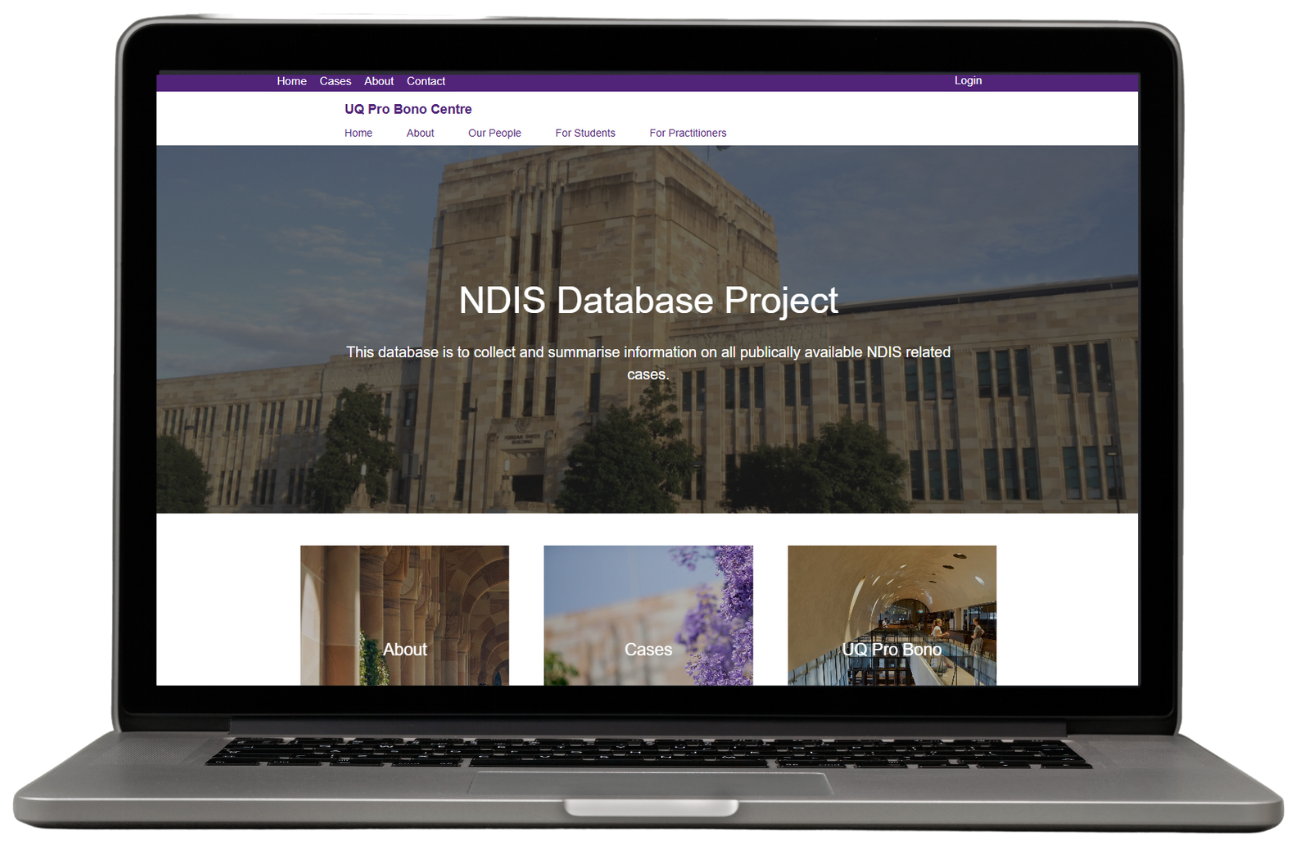 Home Cases About Contact Login
UQ Pro Bono Centre
Home About Our People For Students For Practitioners
NDIS Database Project
This database is to collect and summarise information on all publically available NDIS related
cases.
About Cases UQ Pro Bono